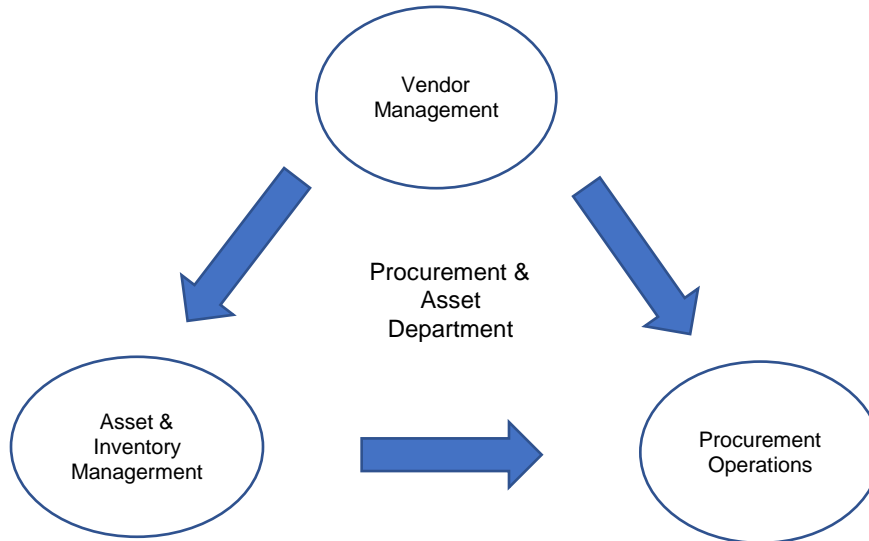 Vendor
Management
Procurement &
Asset
Department
Asset &
Inventory
Managerment
Procurement
Operations